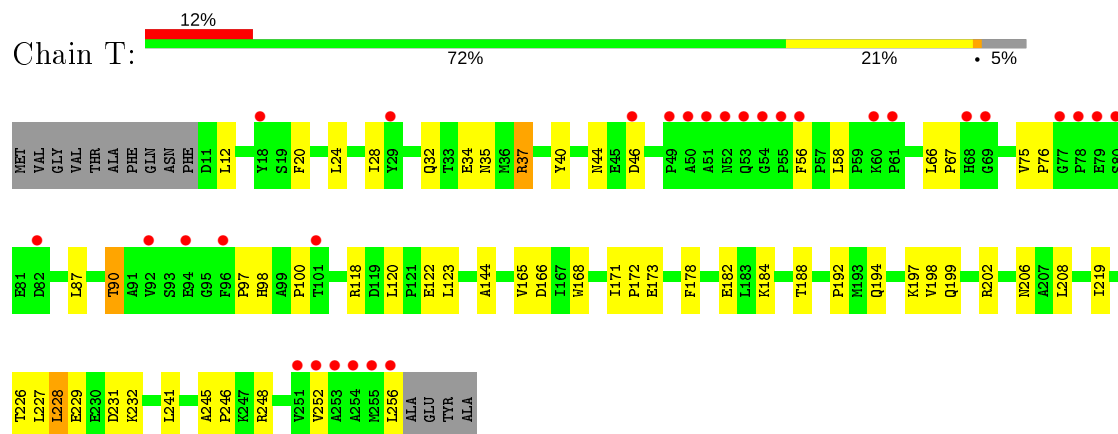 12%
Chain T:
72% 21% • 5%
MET VAL GLY VAL THR ALA PHE GLN ASN PHE D11 L12 Y18 S19 F20 L24 I28 Y29 Q32 T33 E34 N35 M36 R37 Y40 N44 E45 D46 P49 A50 A51 N52 Q53 G54 P55 F56 P57 L58 P59 K60 P61 L66 P67 H68 G69 V75 P76 G77 P78 E79 S80
E81 D82 L87 T90 A91 V92 S93 E94 G95 F96 P97 H98 A99 P100 T101 R118 D119 L120 P121 E122 L123 A144 V165 D166 I167 W168 I171 P172 E173 F178 E182 L183 K184 T188 P192 M193 Q194 K197 V198 Q199 R202 N206 A207 L208 I219
T226 L227 L228 E229 E230 D231 K232 L241 A245 P246 K247 R248 V251 V252 A253 A254 M255 L256 ALA GLU TYR ALA